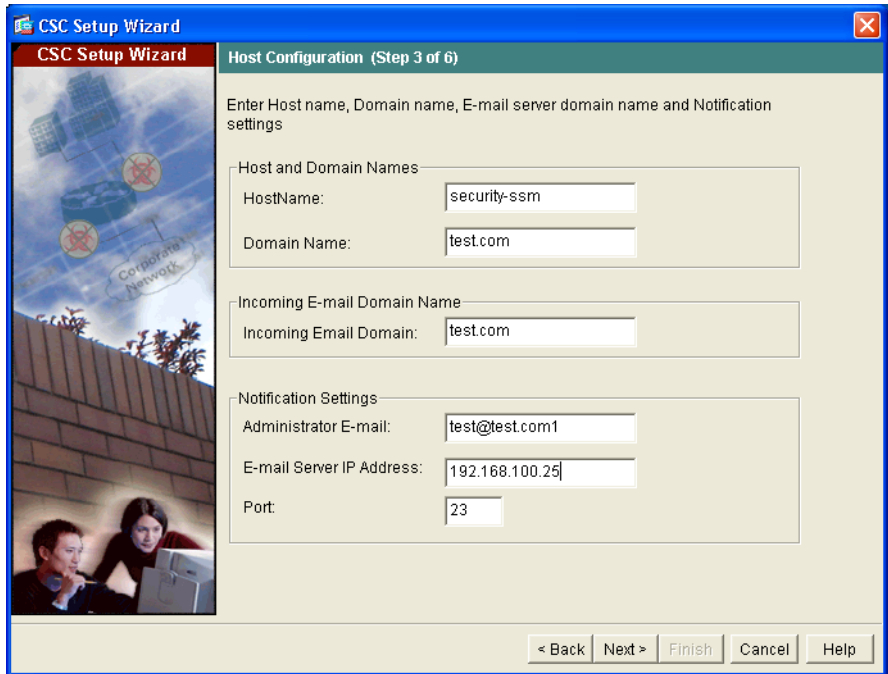 CSC Setup Wizard
CSC Setup Wizard
Host Configuration (Step 3 of 6)
Enter Host name, Domain name, E-mail server domain name and Notification
settings
Host and Domain Names
HostName:
security-ssm
Domain Name:
test.com
Incoming E-mail Domain Name
Incoming Email Domain:
test.com
Notification Settings
Administrator E-mail:
test@test.com1
E-mail Server IP Address:
192.168.100.25
Port:
23
Corporate
Network
< Back
Next >
Finish
Cancel
Help